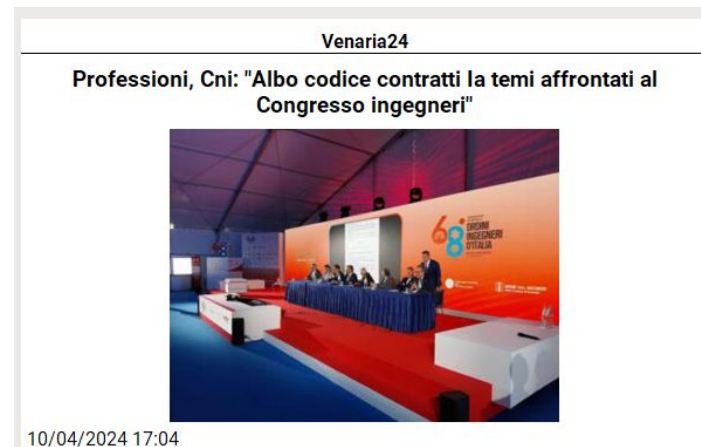 Venaria24
Professioni, Cni: "Albo codice contratti Ia temi affrontati al
Congresso ingegneri"
68°
ORDINI
INGEGNERI
D'ITALIA
10/04/2024 17:04